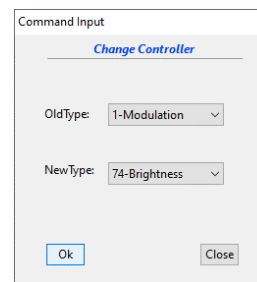 Command Input
Change Controller
OldType: 1-Modulation
NewType: 74-Brightness
Ok Close